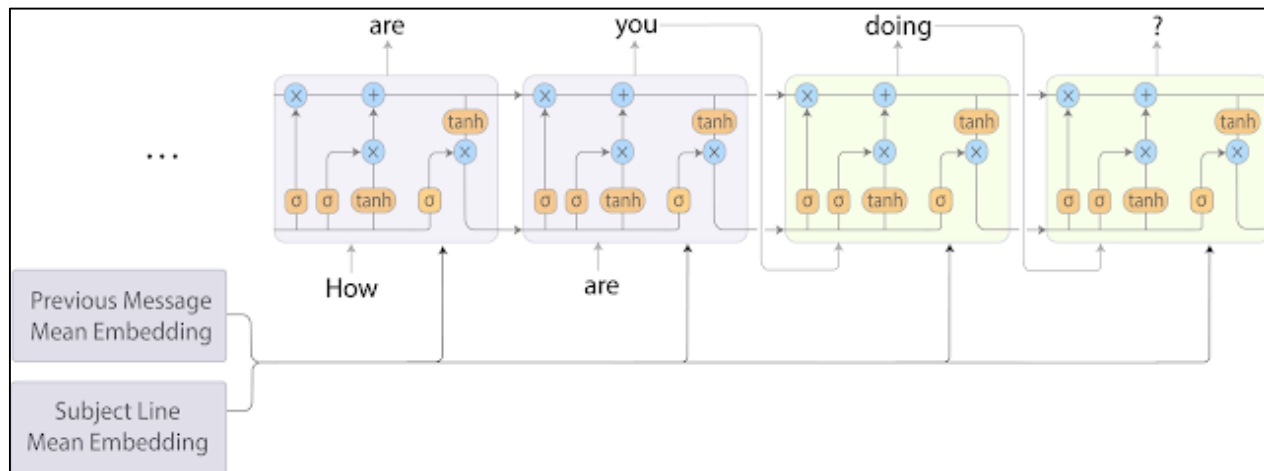 are you doing ?
...
× + tanh × + tanh × + tanh × + tanh
× × × × × × × ×
σ σ tanh σ σ σ tanh σ σ σ tanh σ σ σ tanh σ
How are
Previous Message
Mean Embedding
Subject Line
Mean Embedding